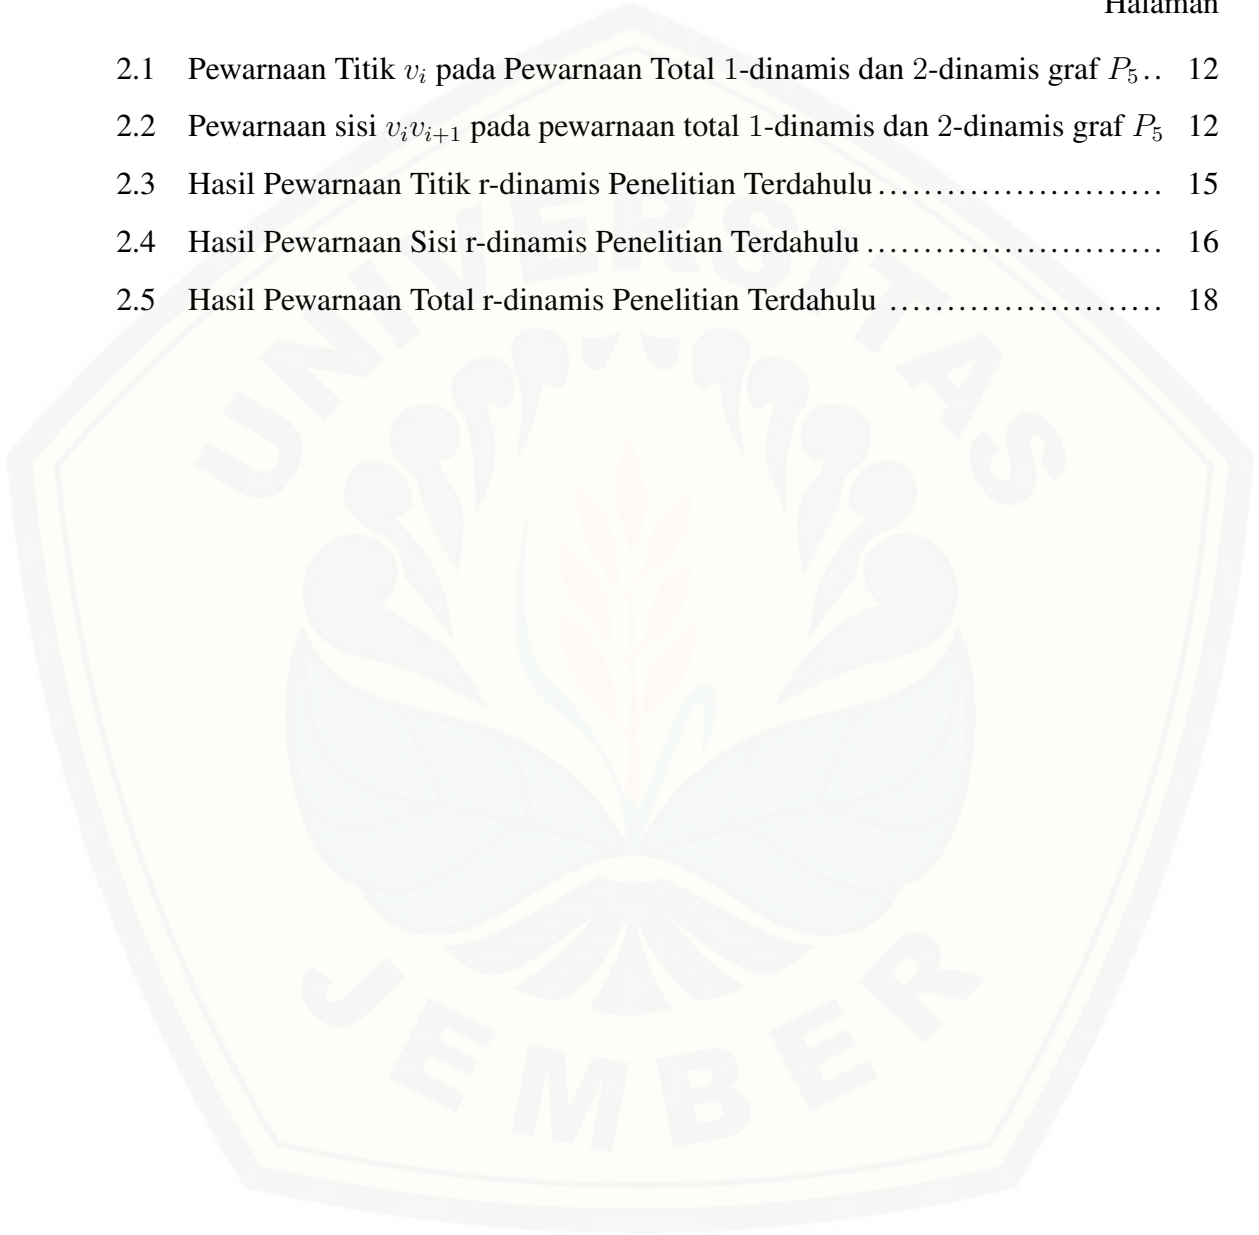 Halaman
2.1 Pewarnaan Titik $v_i$ pada Pewarnaan Total 1-dinamis dan 2-dinamis graf $P_5$.. 12
2.2 Pewarnaan sisi $v_iv_{i+1}$ pada pewarnaan total 1-dinamis dan 2-dinamis graf $P_5$ 12
2.3 Hasil Pewarnaan Titik r-dinamis Penelitian Terdahulu ........................ 15
2.4 Hasil Pewarnaan Sisi r-dinamis Penelitian Terdahulu ......................... 16
2.5 Hasil Pewarnaan Total r-dinamis Penelitian Terdahulu ....................... 18
UNIVERSITAS
JEMBER